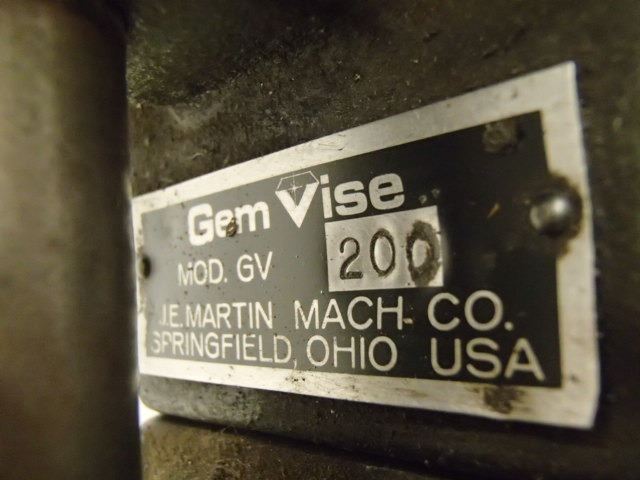 Gem Vise
MOD. GV 200
J.E. MARTIN MACH. CO.
SPRINGFIELD, OHIO USA